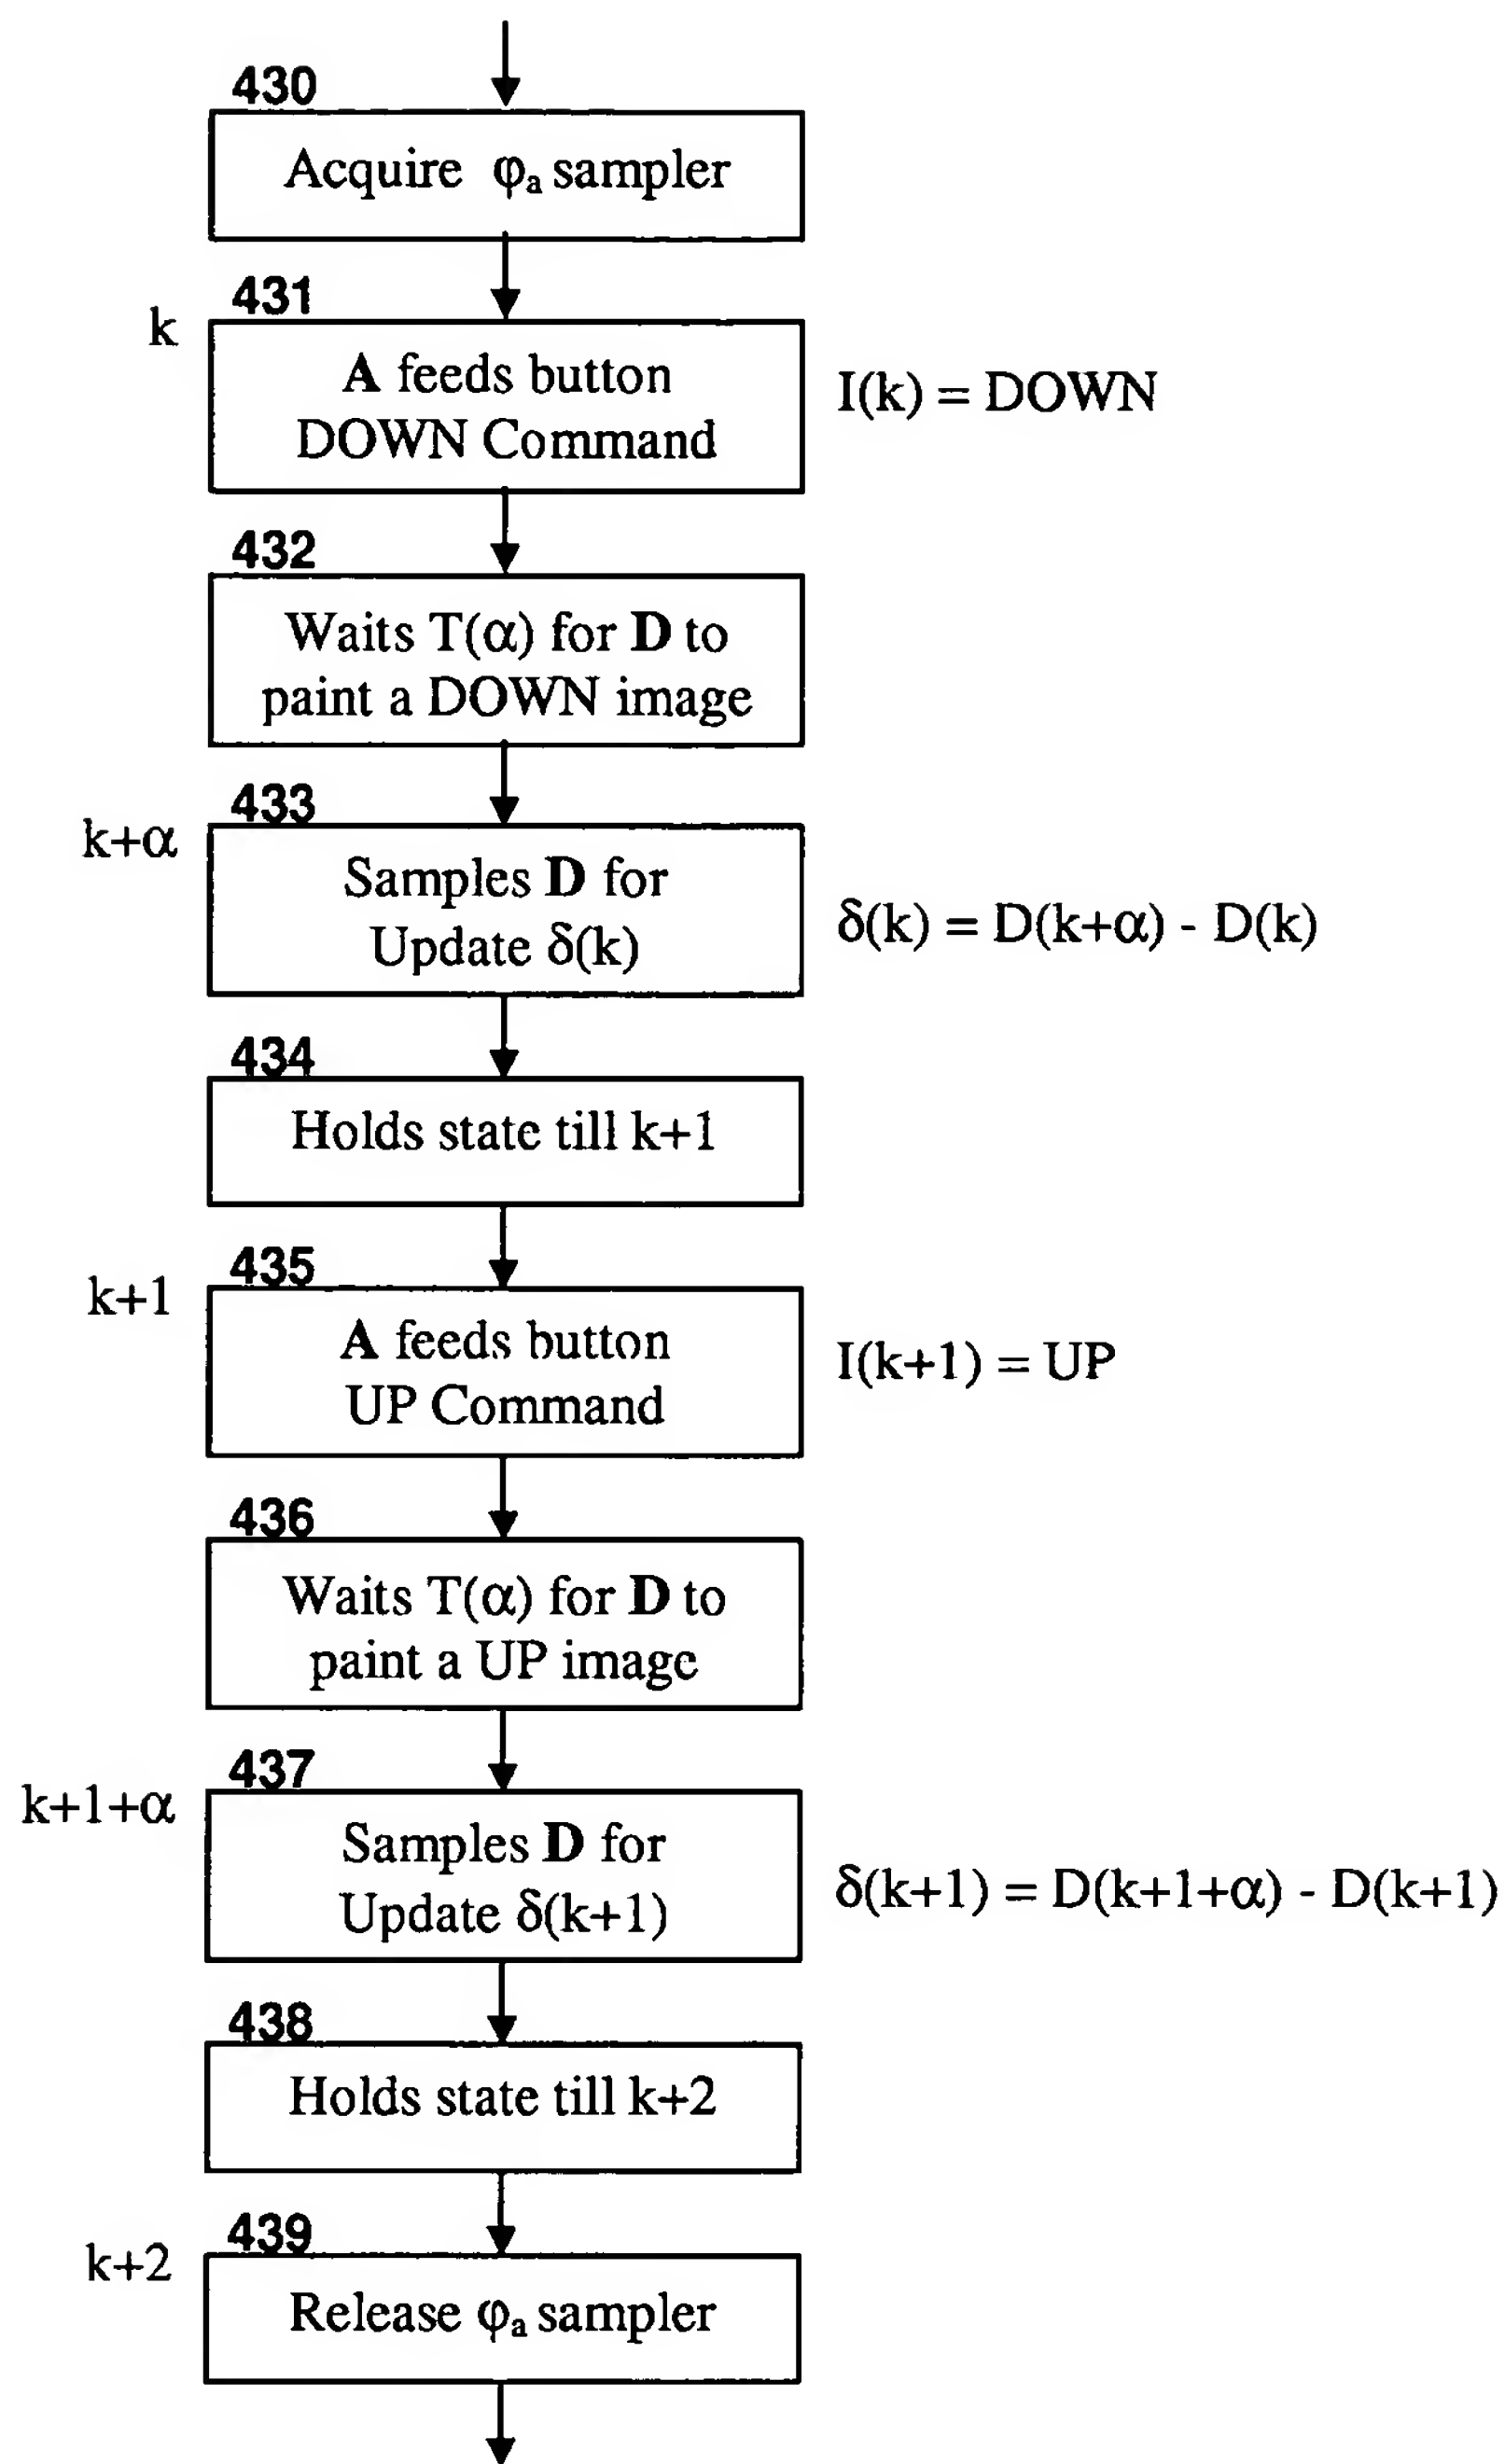 430
Acquire φₐ sampler
k
431
A feeds button
DOWN Command
I(k) = DOWN
432
Waits T(α) for D to
paint a DOWN image
k+α
433
Samples D for
Update δ(k)
δ(k) = D(k+α) - D(k)
434
Holds state till k+1
k+1
435
A feeds button
UP Command
I(k+1) = UP
436
Waits T(α) for D to
paint a UP image
k+1+α
437
Samples D for
Update δ(k+1)
δ(k+1) = D(k+1+α) - D(k+1)
438
Holds state till k+2
k+2
439
Release φₐ sampler